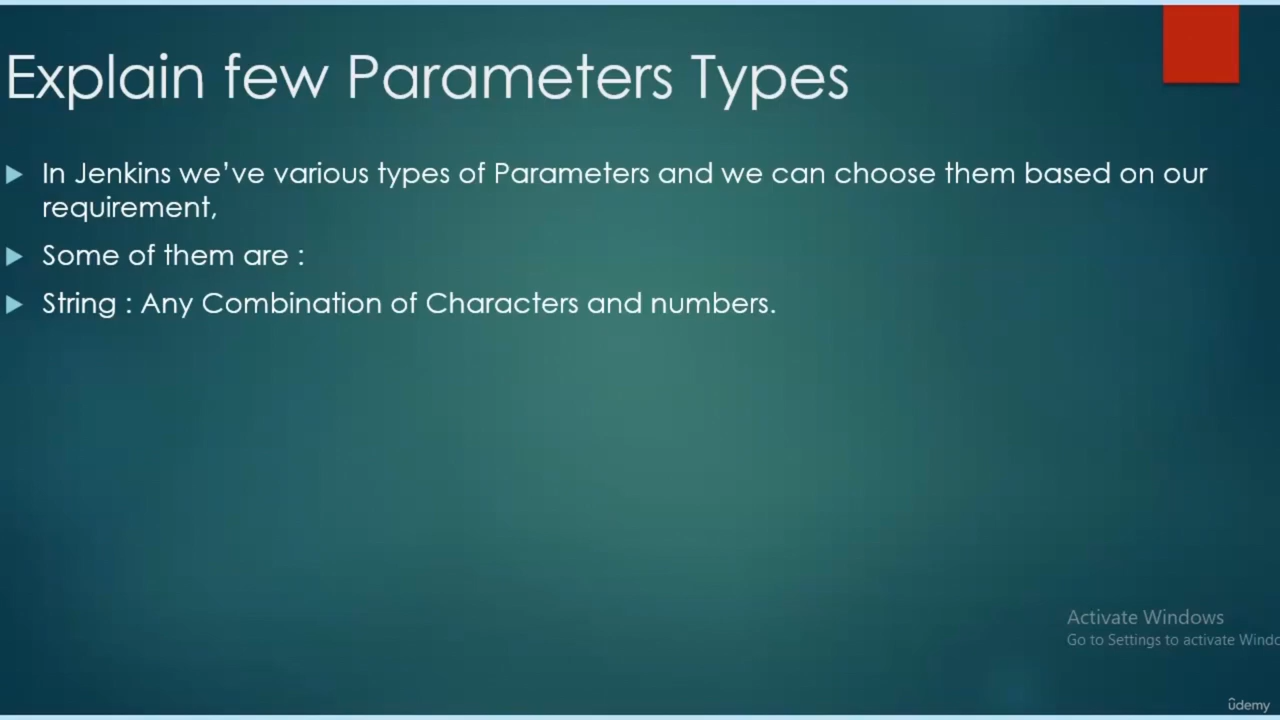 Explain few Parameters Types
In Jenkins we've various types of Parameters and we can choose them based on our
requirement,
Some of them are :
String : Any Combination of Characters and numbers.
Activate Windows
Go to Settings to activate
ûdemy